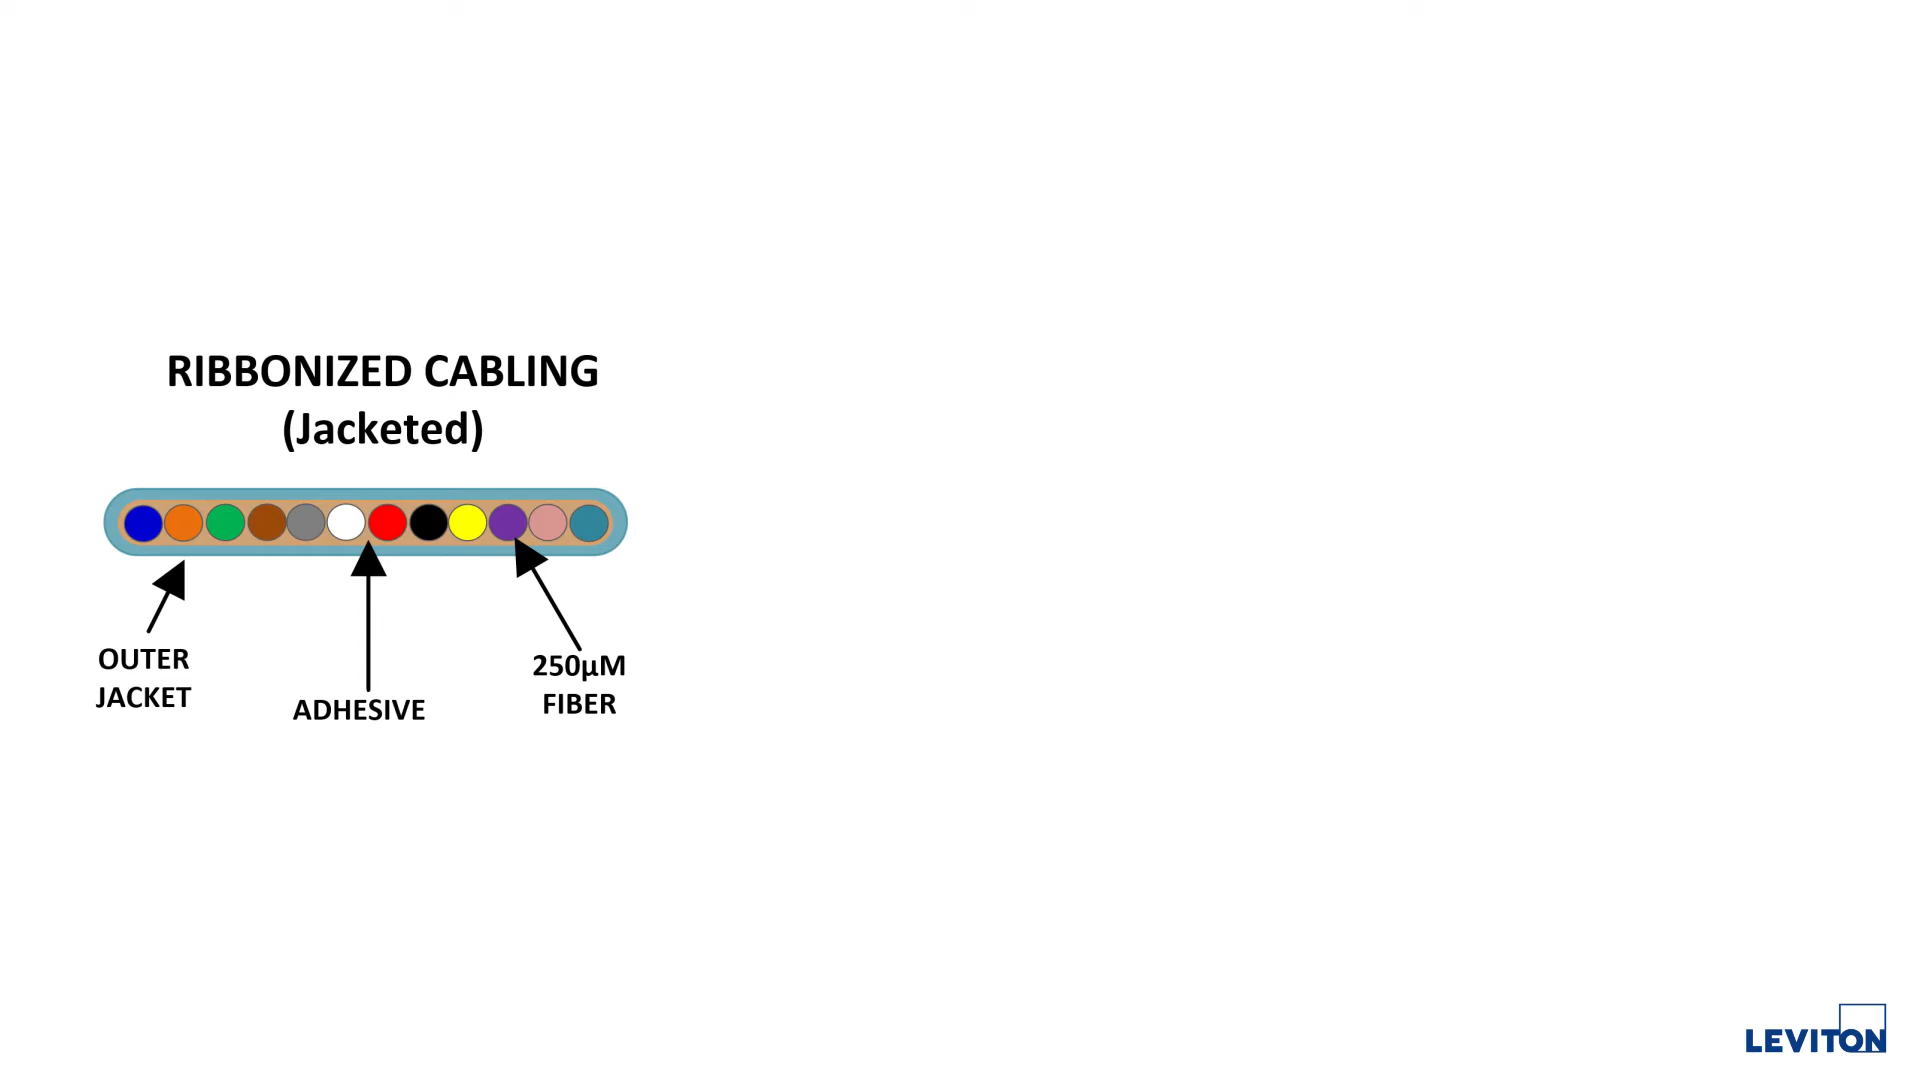 RIBBONIZED CABLING
(Jacketed)
OUTER
JACKET
ADHESIVE
250µM
FIBER
LEVITON